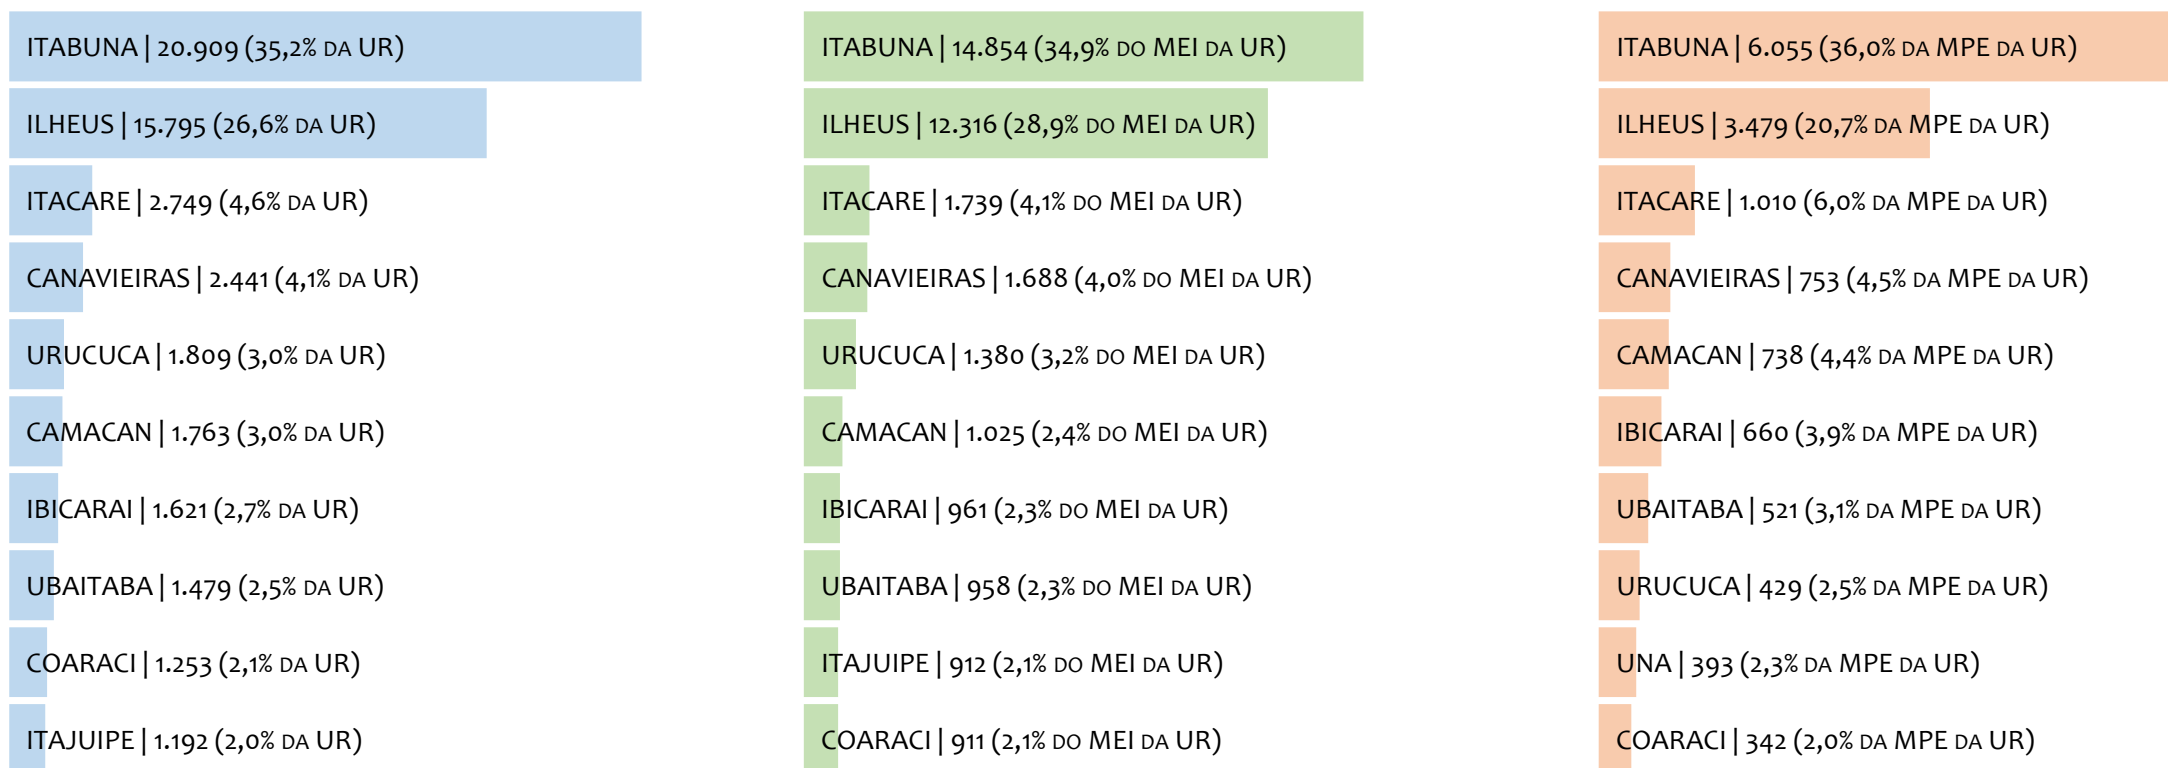 ITABUNA | 20.909 (35,2% DA UR)
ILHEUS | 15.795 (26,6% DA UR)
ITACARE | 2.749 (4,6% DA UR)
CANAVIEIRAS | 2.441 (4,1% DA UR)
URUCUCA | 1.809 (3,0% DA UR)
CAMACAN | 1.763 (3,0% DA UR)
IBICARAI | 1.621 (2,7% DA UR)
UBAITABA | 1.479 (2,5% DA UR)
COARACI | 1.253 (2,1% DA UR)
ITAJUIPE | 1.192 (2,0% DA UR)
ITABUNA | 14.854 (34,9% DO MEI DA UR)
ILHEUS | 12.316 (28,9% DO MEI DA UR)
ITACARE | 1.739 (4,1% DO MEI DA UR)
CANAVIEIRAS | 1.688 (4,0% DO MEI DA UR)
URUCUCA | 1.380 (3,2% DO MEI DA UR)
CAMACAN | 1.025 (2,4% DO MEI DA UR)
IBICARAI | 961 (2,3% DO MEI DA UR)
UBAITABA | 958 (2,3% DO MEI DA UR)
ITAJUIPE | 912 (2,1% DO MEI DA UR)
COARACI | 911 (2,1% DO MEI DA UR)
ITABUNA | 6.055 (36,0% DA MPE DA UR)
ILHEUS | 3.479 (20,7% DA MPE DA UR)
ITACARE | 1.010 (6,0% DA MPE DA UR)
CANAVIEIRAS | 753 (4,5% DA MPE DA UR)
CAMACAN | 738 (4,4% DA MPE DA UR)
IBICARAI | 660 (3,9% DA MPE DA UR)
UBAITABA | 521 (3,1% DA MPE DA UR)
URUCUCA | 429 (2,5% DA MPE DA UR)
UNA | 393 (2,3% DA MPE DA UR)
COARACI | 342 (2,0% DA MPE DA UR)